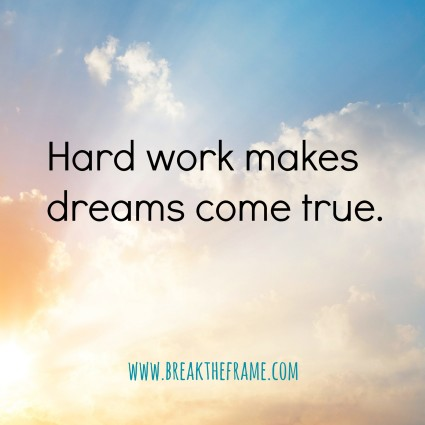 Hard work makes
dreams come true.
WWW.BREAKTHEFRAME.COM